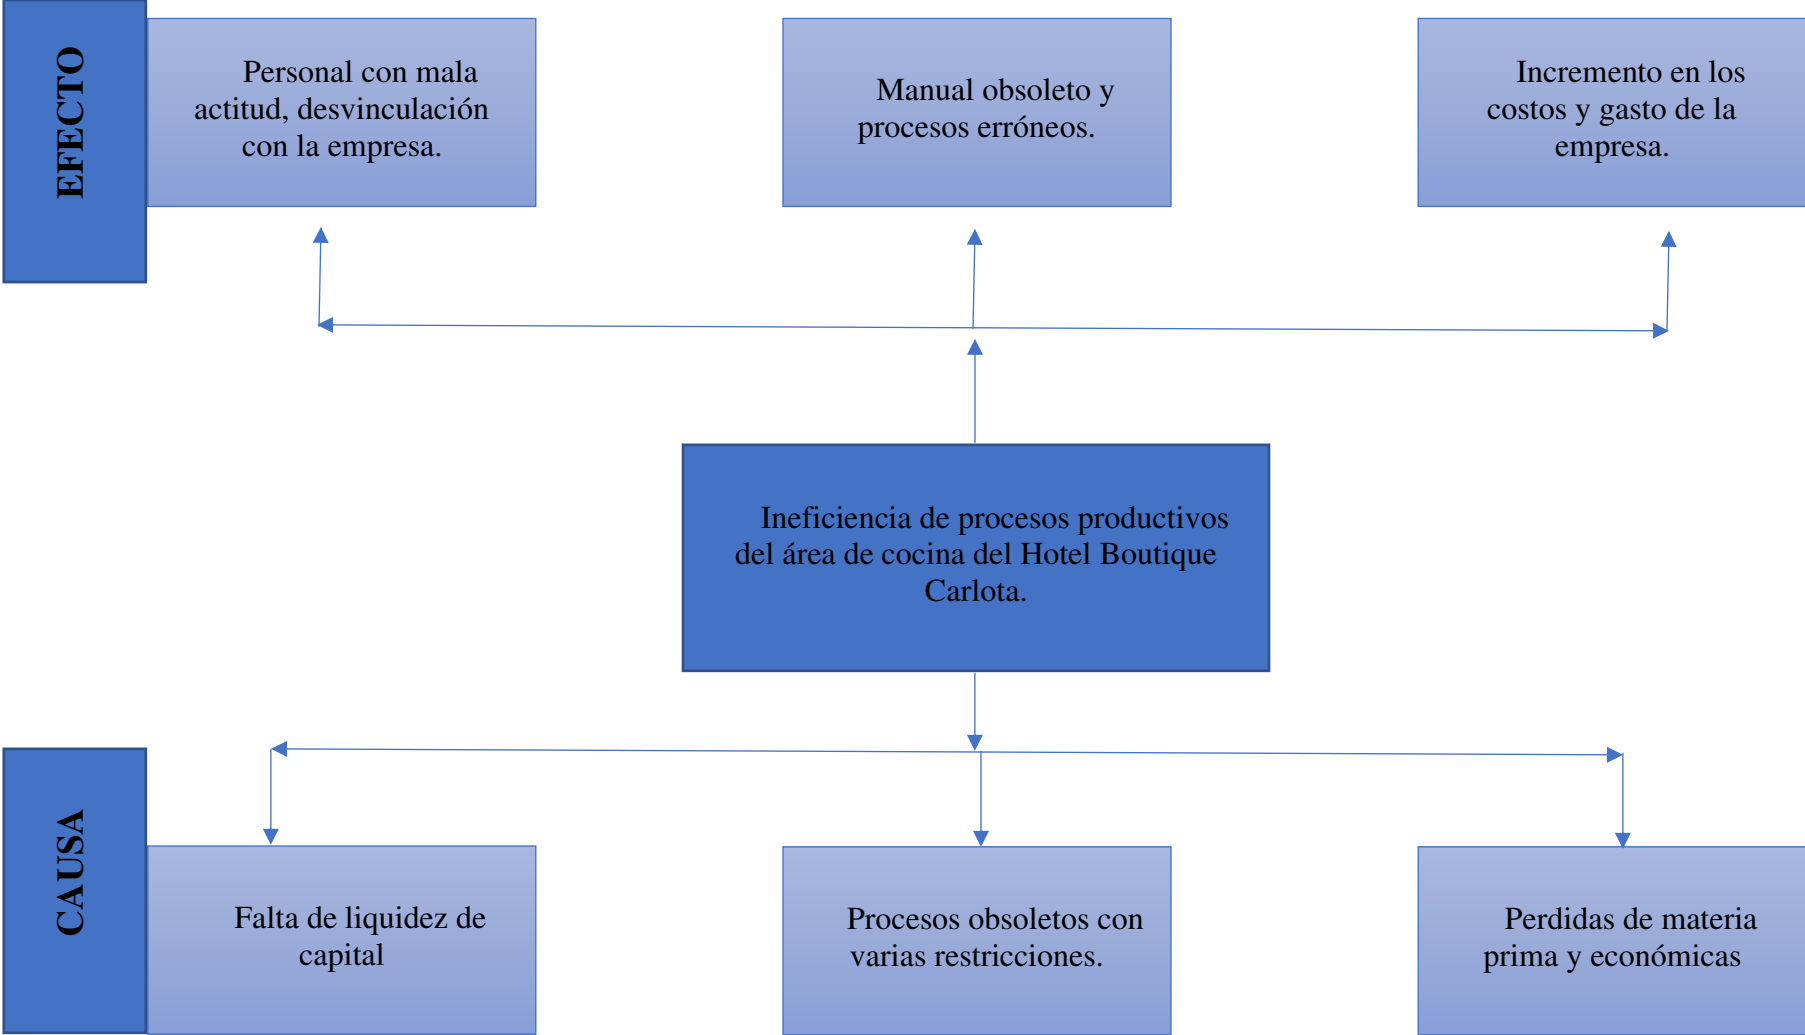 EFECTO
Personal con mala
actitud, desvinculación
con la empresa.
Manual obsoleto y
procesos erróneos.
Incremento en los
costos y gasto de la
empresa.
Ineficiencia de procesos productivos
del área de cocina del Hotel Boutique
Carlota.
CAUSA
Falta de liquidez de
capital
Procesos obsoletos con
varias restricciones.
Perdidas de materia
prima y económicas